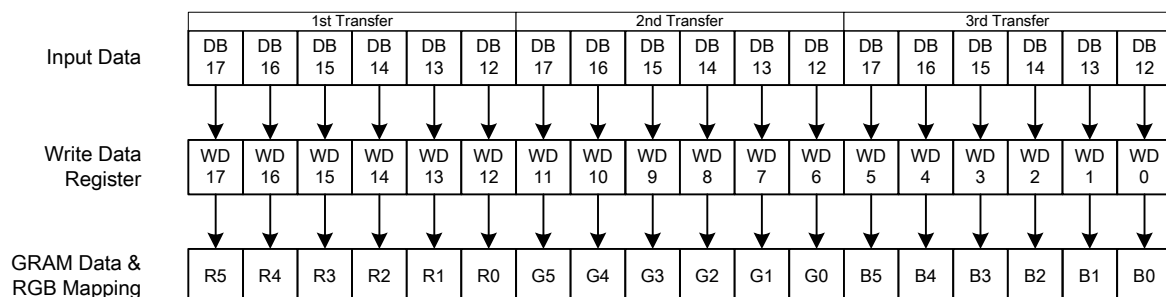 1st Transfer 2nd Transfer 3rd Transfer
Input Data DB 17 DB 16 DB 15 DB 14 DB 13 DB 12 DB 17 DB 16 DB 15 DB 14 DB 13 DB 12 DB 17 DB 16 DB 15 DB 14 DB 13 DB 12
Write Data Register WD 17 WD 16 WD 15 WD 14 WD 13 WD 12 WD 11 WD 10 WD 9 WD 8 WD 7 WD 6 WD 5 WD 4 WD 3 WD 2 WD 1 WD 0
GRAM Data & RGB Mapping R5 R4 R3 R2 R1 R0 G5 G4 G3 G2 G1 G0 B5 B4 B3 B2 B1 B0